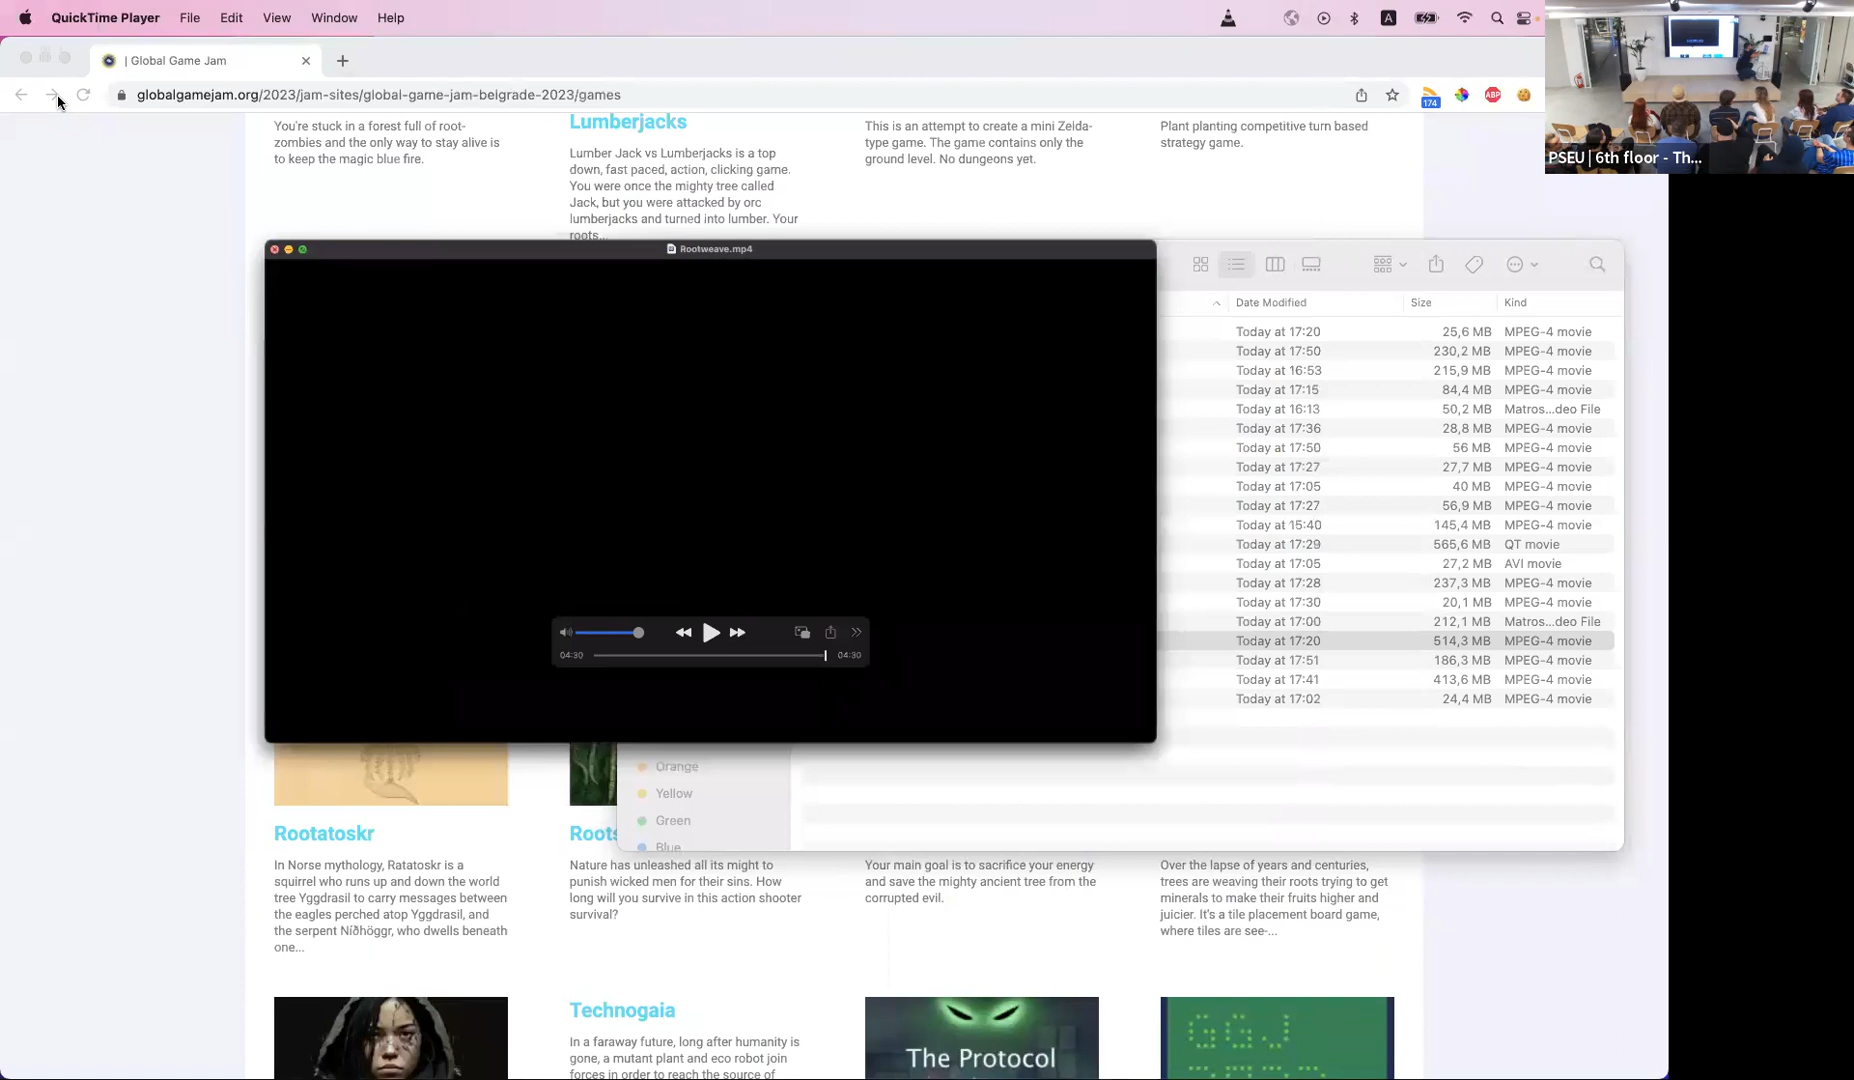 QuickTime Player File Edit View Window Help
A
| Global Game Jam
globalgamejam.org/2023/jam-sites/global-game-jam-belgrade-2023/games
174
ABP
PSEU | 6th floor - Th...
You're stuck in a forest full of root-
zombies and the only way to stay alive is
to keep the magic blue fire.
Lumberjacks
Lumber Jack vs Lumberjacks is a top
down, fast paced, action, clicking game.
You were once the mighty tree called
Jack, but you were attacked by orc
lumberjacks and turned into lumber. Your
roots...
This is an attempt to create a mini Zelda-
type game. The game contains only the
ground level. No dungeons yet.
Plant planting competitive turn based
strategy game.
Rootweave.mp4
04:30 04:30
Date Modified Size Kind
Today at 17:20 25,6 MB MPEG-4 movie
Today at 17:50 230,2 MB MPEG-4 movie
Today at 16:53 215,9 MB MPEG-4 movie
Today at 17:15 84,4 MB MPEG-4 movie
Today at 16:13 50,2 MB Matros...deo File
Today at 17:36 28,8 MB MPEG-4 movie
Today at 17:50 56 MB MPEG-4 movie
Today at 17:27 27,7 MB MPEG-4 movie
Today at 17:05 40 MB MPEG-4 movie
Today at 17:27 56,9 MB MPEG-4 movie
Today at 15:40 145,4 MB MPEG-4 movie
Today at 17:29 565,6 MB QT movie
Today at 17:05 27,2 MB AVI movie
Today at 17:28 237,3 MB MPEG-4 movie
Today at 17:30 20,1 MB MPEG-4 movie
Today at 17:00 212,1 MB Matros...deo File
Today at 17:20 514,3 MB MPEG-4 movie
Today at 17:51 186,3 MB MPEG-4 movie
Today at 17:41 413,6 MB MPEG-4 movie
Today at 17:02 24,4 MB MPEG-4 movie
Orange
Yellow
Green
Blue
Rootatoskr
In Norse mythology, Ratatoskr is a
squirrel who runs up and down the world
tree Yggdrasil to carry messages between
the eagles perched atop Yggdrasil, and
the serpent Níðhöggr, who dwells beneath
one...
Roots
Nature has unleashed all its might to
punish wicked men for their sins. How
long will you survive in this action shooter
survival?
Your main goal is to sacrifice your energy
and save the mighty ancient tree from the
corrupted evil.
Over the lapse of years and centuries,
trees are weaving their roots trying to get
minerals to make their fruits higher and
juicier. It's a tile placement board game,
where tiles are see-...
Technogaia
In a faraway future, long after humanity is
gone, a mutant plant and eco robot join
forces in order to reach the source of
The Protocol
GGJ